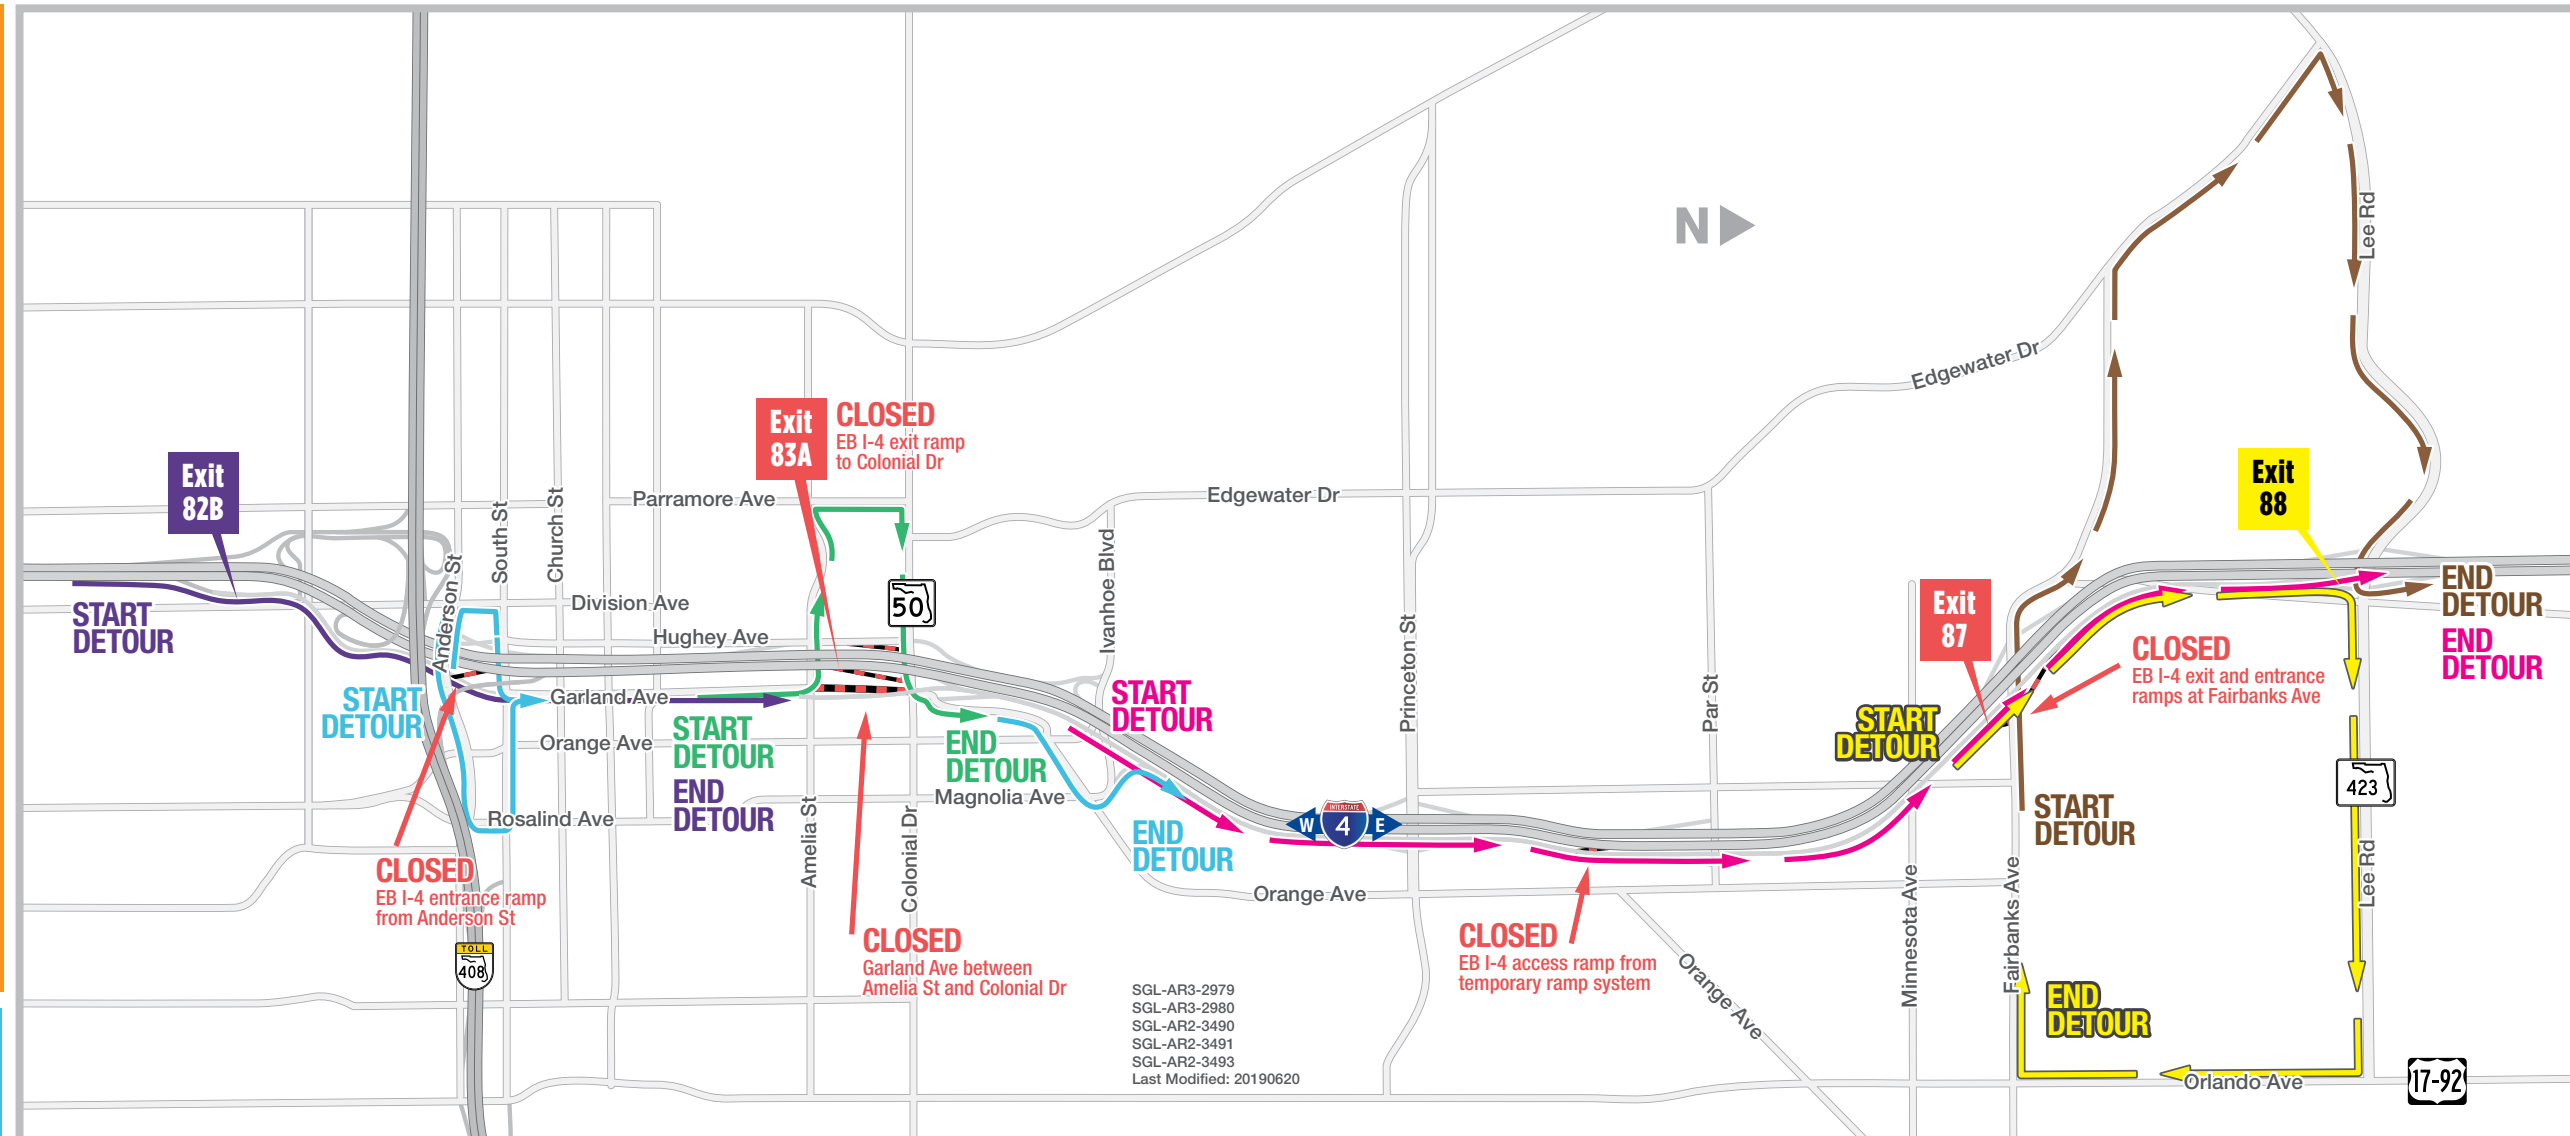 N
Lee Rd
Edgewater Dr
Exit
83A
CLOSED
EB I-4 exit ramp
to Colonial Dr
Exit
82B
Exit
88
Parramore Ave
Edgewater Dr
Anderson St
South St
Church St
Ivanhoe Blvd
50
START
DETOUR
Division Ave
Hughey Ave
Exit
87
END
DETOUR
END
DETOUR
CLOSED
EB I-4 exit and entrance
ramps at Fairbanks Ave
START
DETOUR
Garland Ave
START
DETOUR
Princeton St
Par St
START
DETOUR
START
DETOUR
END
DETOUR
Orange Ave
END
DETOUR
Magnolia Ave
Rosalind Ave
Amelia St
Colonial Dr
END
DETOUR
INTERSTATE
W 4 E
423
START
DETOUR
CLOSED
EB I-4 entrance ramp
from Anderson St
TOLL
408
CLOSED
Garland Ave between
Amelia St and Colonial Dr
Orange Ave
CLOSED
EB I-4 access ramp from
temporary ramp system
Orange Ave
Minnesota Ave
Fairbanks Ave
Lee Rd
END
DETOUR
SGL-AR3-2979
SGL-AR3-2980
SGL-AR2-3490
SGL-AR2-3491
SGL-AR2-3493
Last Modified: 20190620
Orlando Ave
17-92